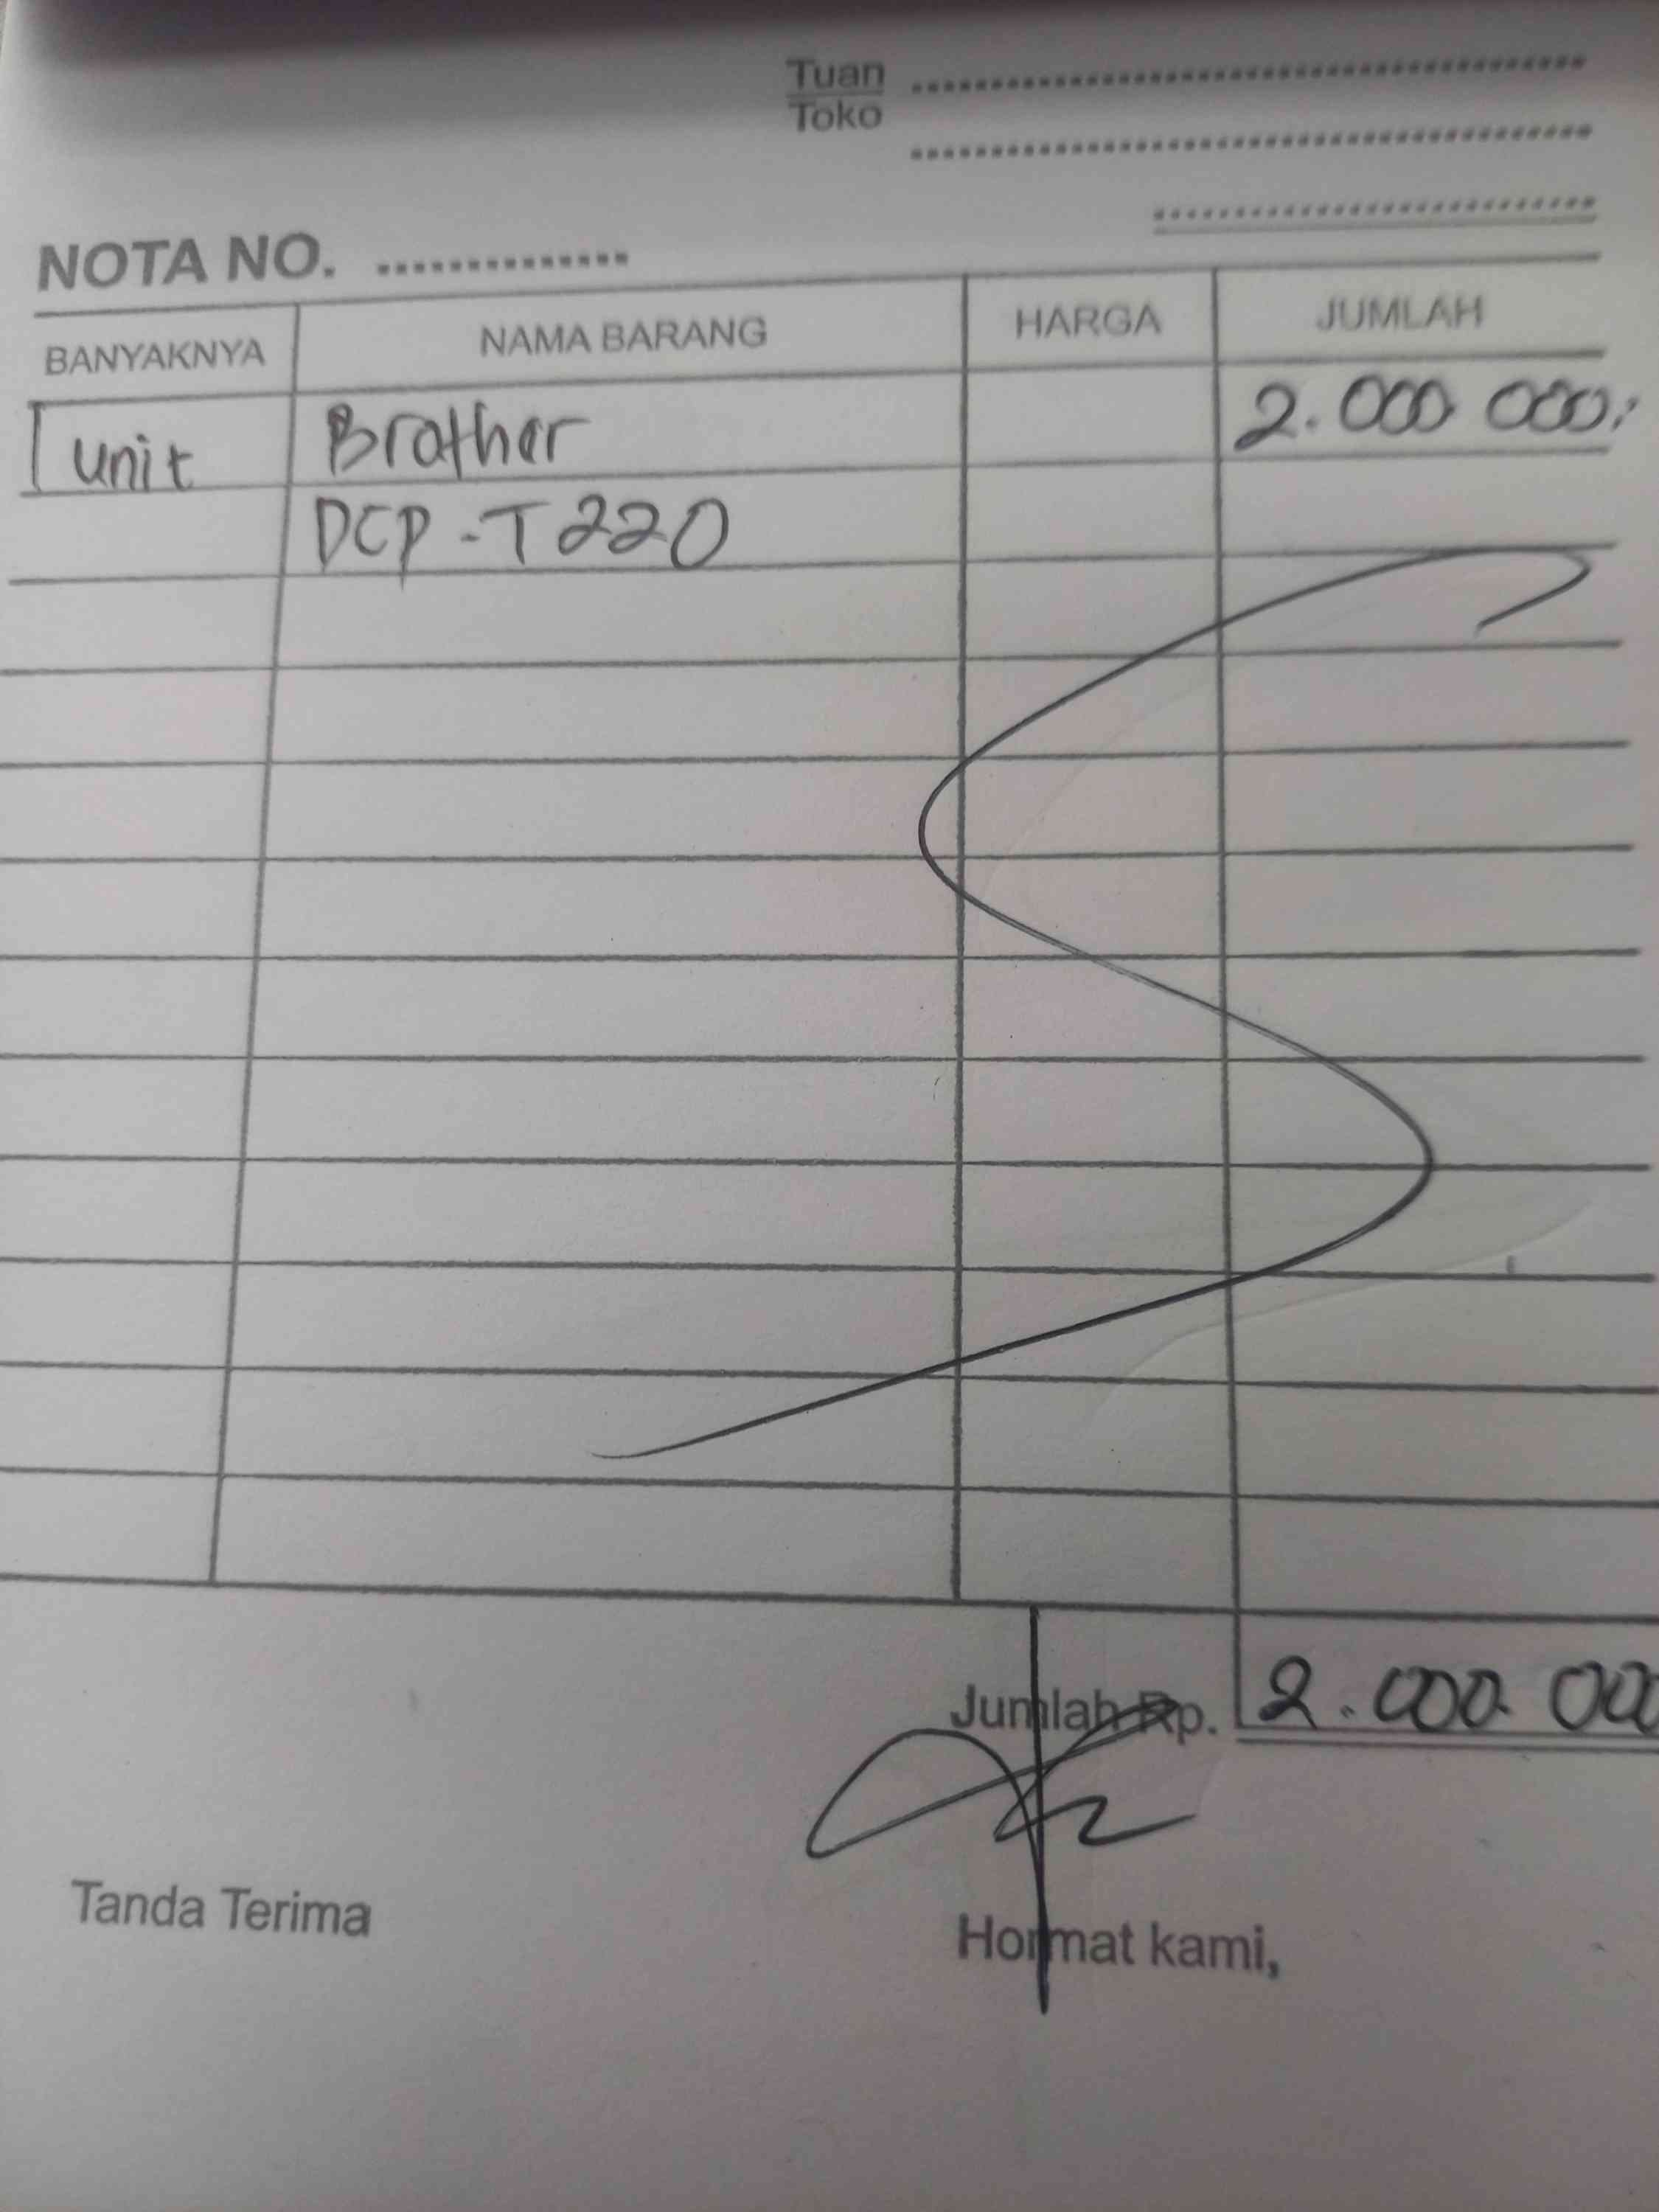 Tuan
Toko
NOTA NO.
BANYAKNYA NAMA BARANG HARGA JUMLAH
1 unit Brother 2.000.000,-
DCP-T220
Jumlah Rp. 2.000.000
Tanda Terima Hormat kami,